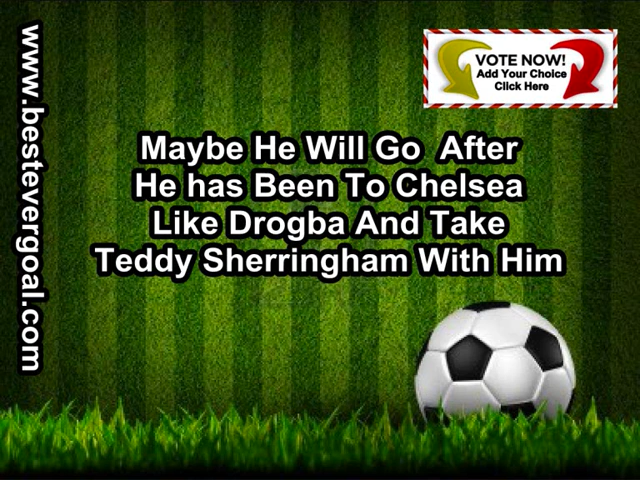 www.bestevergoal.com
VOTE NOW!
Add Your Choice
Click Here
Maybe He Will Go  After
He has Been To Chelsea
Like Drogba And Take
Teddy Sherringham With Him